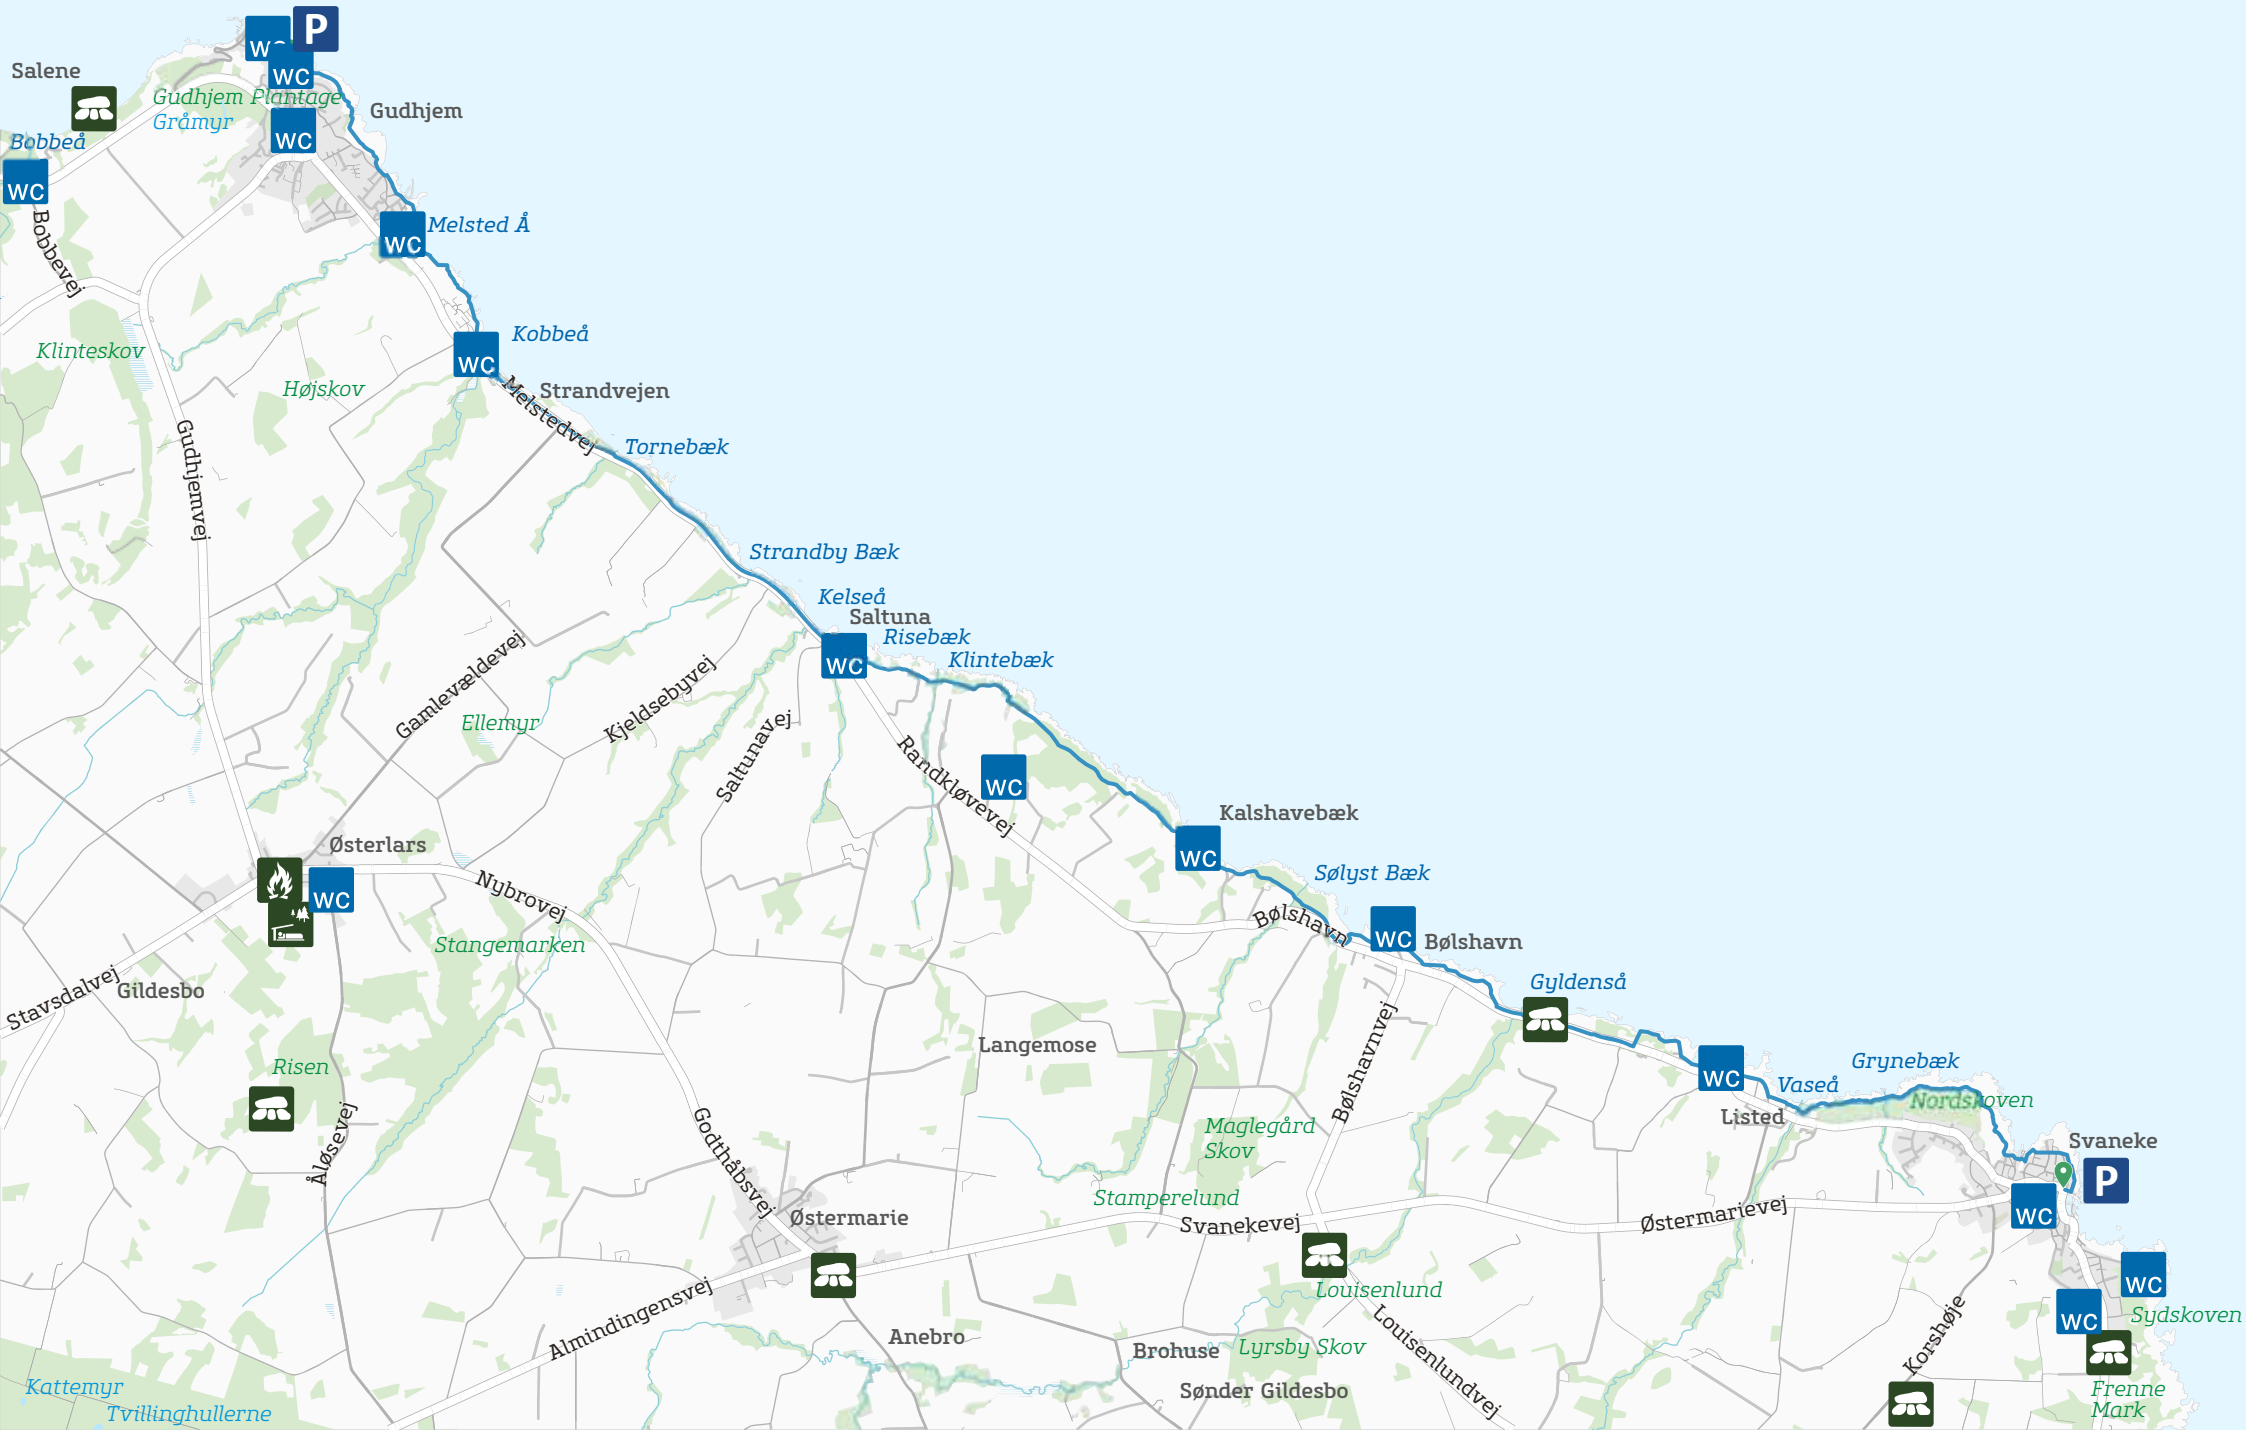 P
WC
WC
Salene
Gudhjem Plantage
Gudhjem
Gråmyr
WC
Bobbeå
WC
Bobbevej
Melsted Å
WC
Kobbeå
WC
Klinteskov
Højskov
Melstedvej
Strandvejen
Tornebæk
Gudhjemvej
Strandby Bæk
Kelseå
Saltuna
Risebæk
WC
Klintebæk
Gamlevældevej
Ellemyr
Kjeldsebyvej
Saltunavej
Randkløvevej
WC
Kalshavebæk
WC
Østerlars
WC
Nybrovej
Sølyst Bæk
Bølshavn
WC
Bølshavn
Stangemarken
Stavsdalvej
Gildesbo
Gyldenså
Langemose
Bølshavnvej
Risen
WC
Grynebæk
Vaseå
Nordskoven
Listed
Åløsevej
Godthåbsvej
Maglegård
Skov
Svaneke
P
Stamperelund
Østermarie
Svanekevej
Østermarievej
WC
WC
Louisenlund
Almindingensvej
WC
Sydskoven
Anebro
Brohuse
Lyrsby Skov
Louisenlundvej
Korshøje
Sønder Gildesbo
Kattemyr
Tvillinghullerne
Frenne
Mark